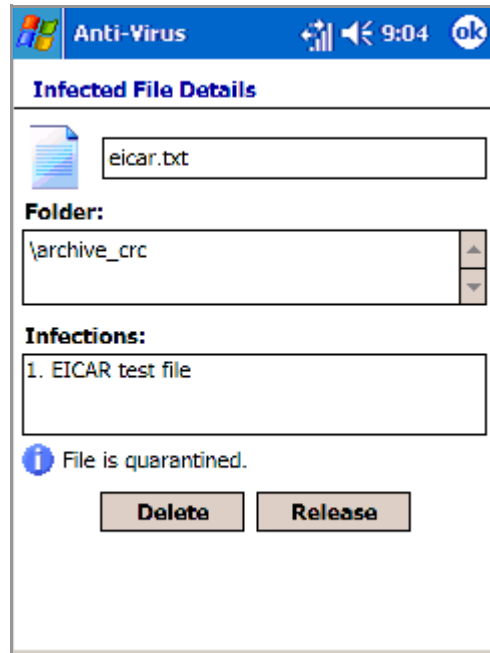 Anti-Virus 9:04 ok
Infected File Details
eicar.txt
Folder:
\archive_crc
Infections:
1. EICAR test file
File is quarantined.
Delete Release